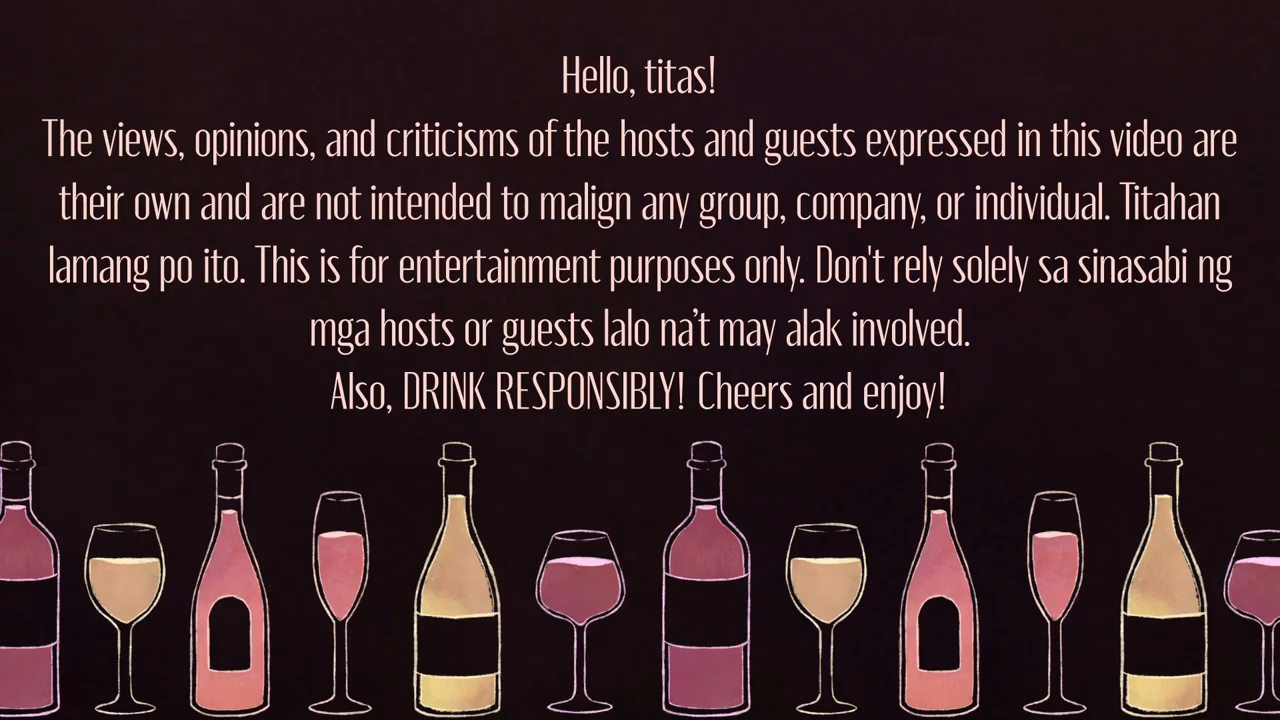 Hello, titas!
The views, opinions, and criticisms of the hosts and guests expressed in this video are
their own and are not intended to malign any group, company, or individual. Titahan
lamang po ito. This is for entertainment purposes only. Don't rely solely sa sinasabi ng
mga hosts or guests lalo na’t may alak involved.
Also, DRINK RESPONSIBLY! Cheers and enjoy!